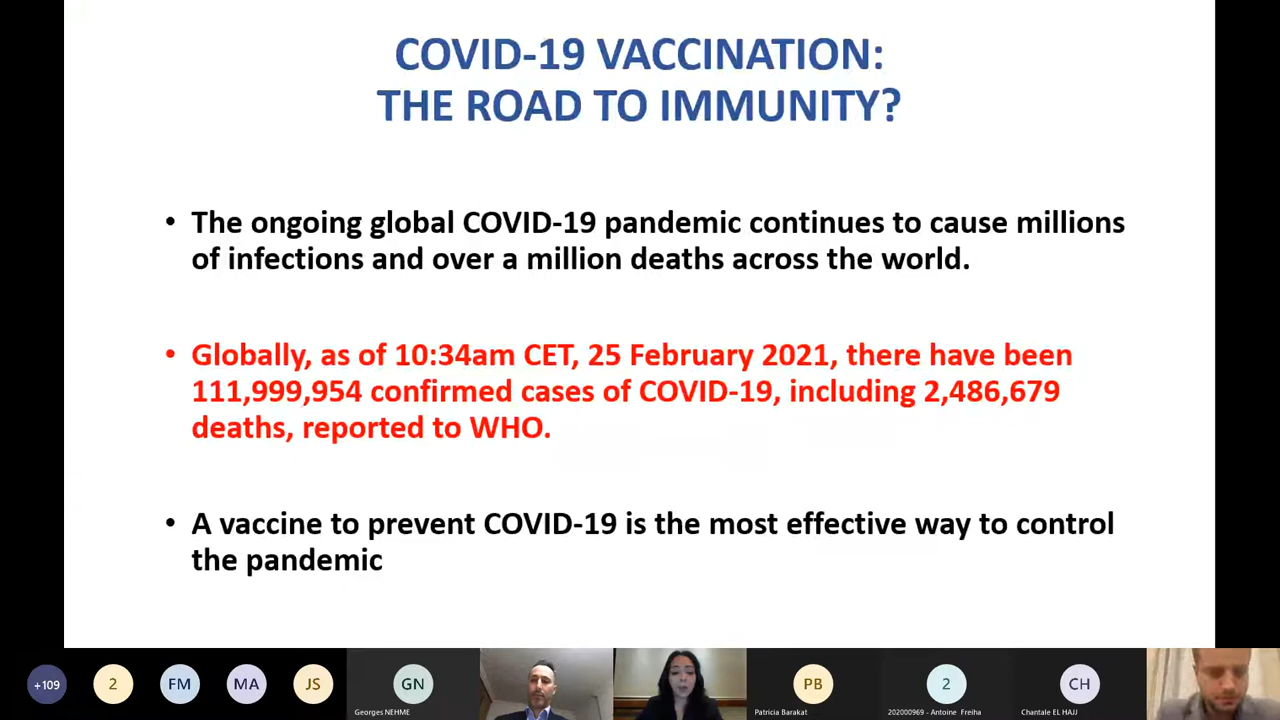 COVID-19 VACCINATION:
THE ROAD TO IMMUNITY?
• The ongoing global COVID-19 pandemic continues to cause millions
of infections and over a million deaths across the world.
• Globally, as of 10:34am CET, 25 February 2021, there have been
111,999,954 confirmed cases of COVID-19, including 2,486,679
deaths, reported to WHO.
• A vaccine to prevent COVID-19 is the most effective way to control
the pandemic
+109 2 FM MA JS GN PB 2 CH
Georges NEHME Patricia Barakat 202000969 - Antoine Freiha Chantale EL HAJJ